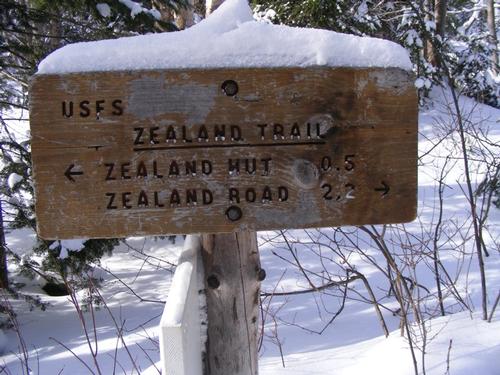 USFS
ZEALAND TRAIL
← ZEALAND HUT 0.5
ZEALAND ROAD 2.2 →